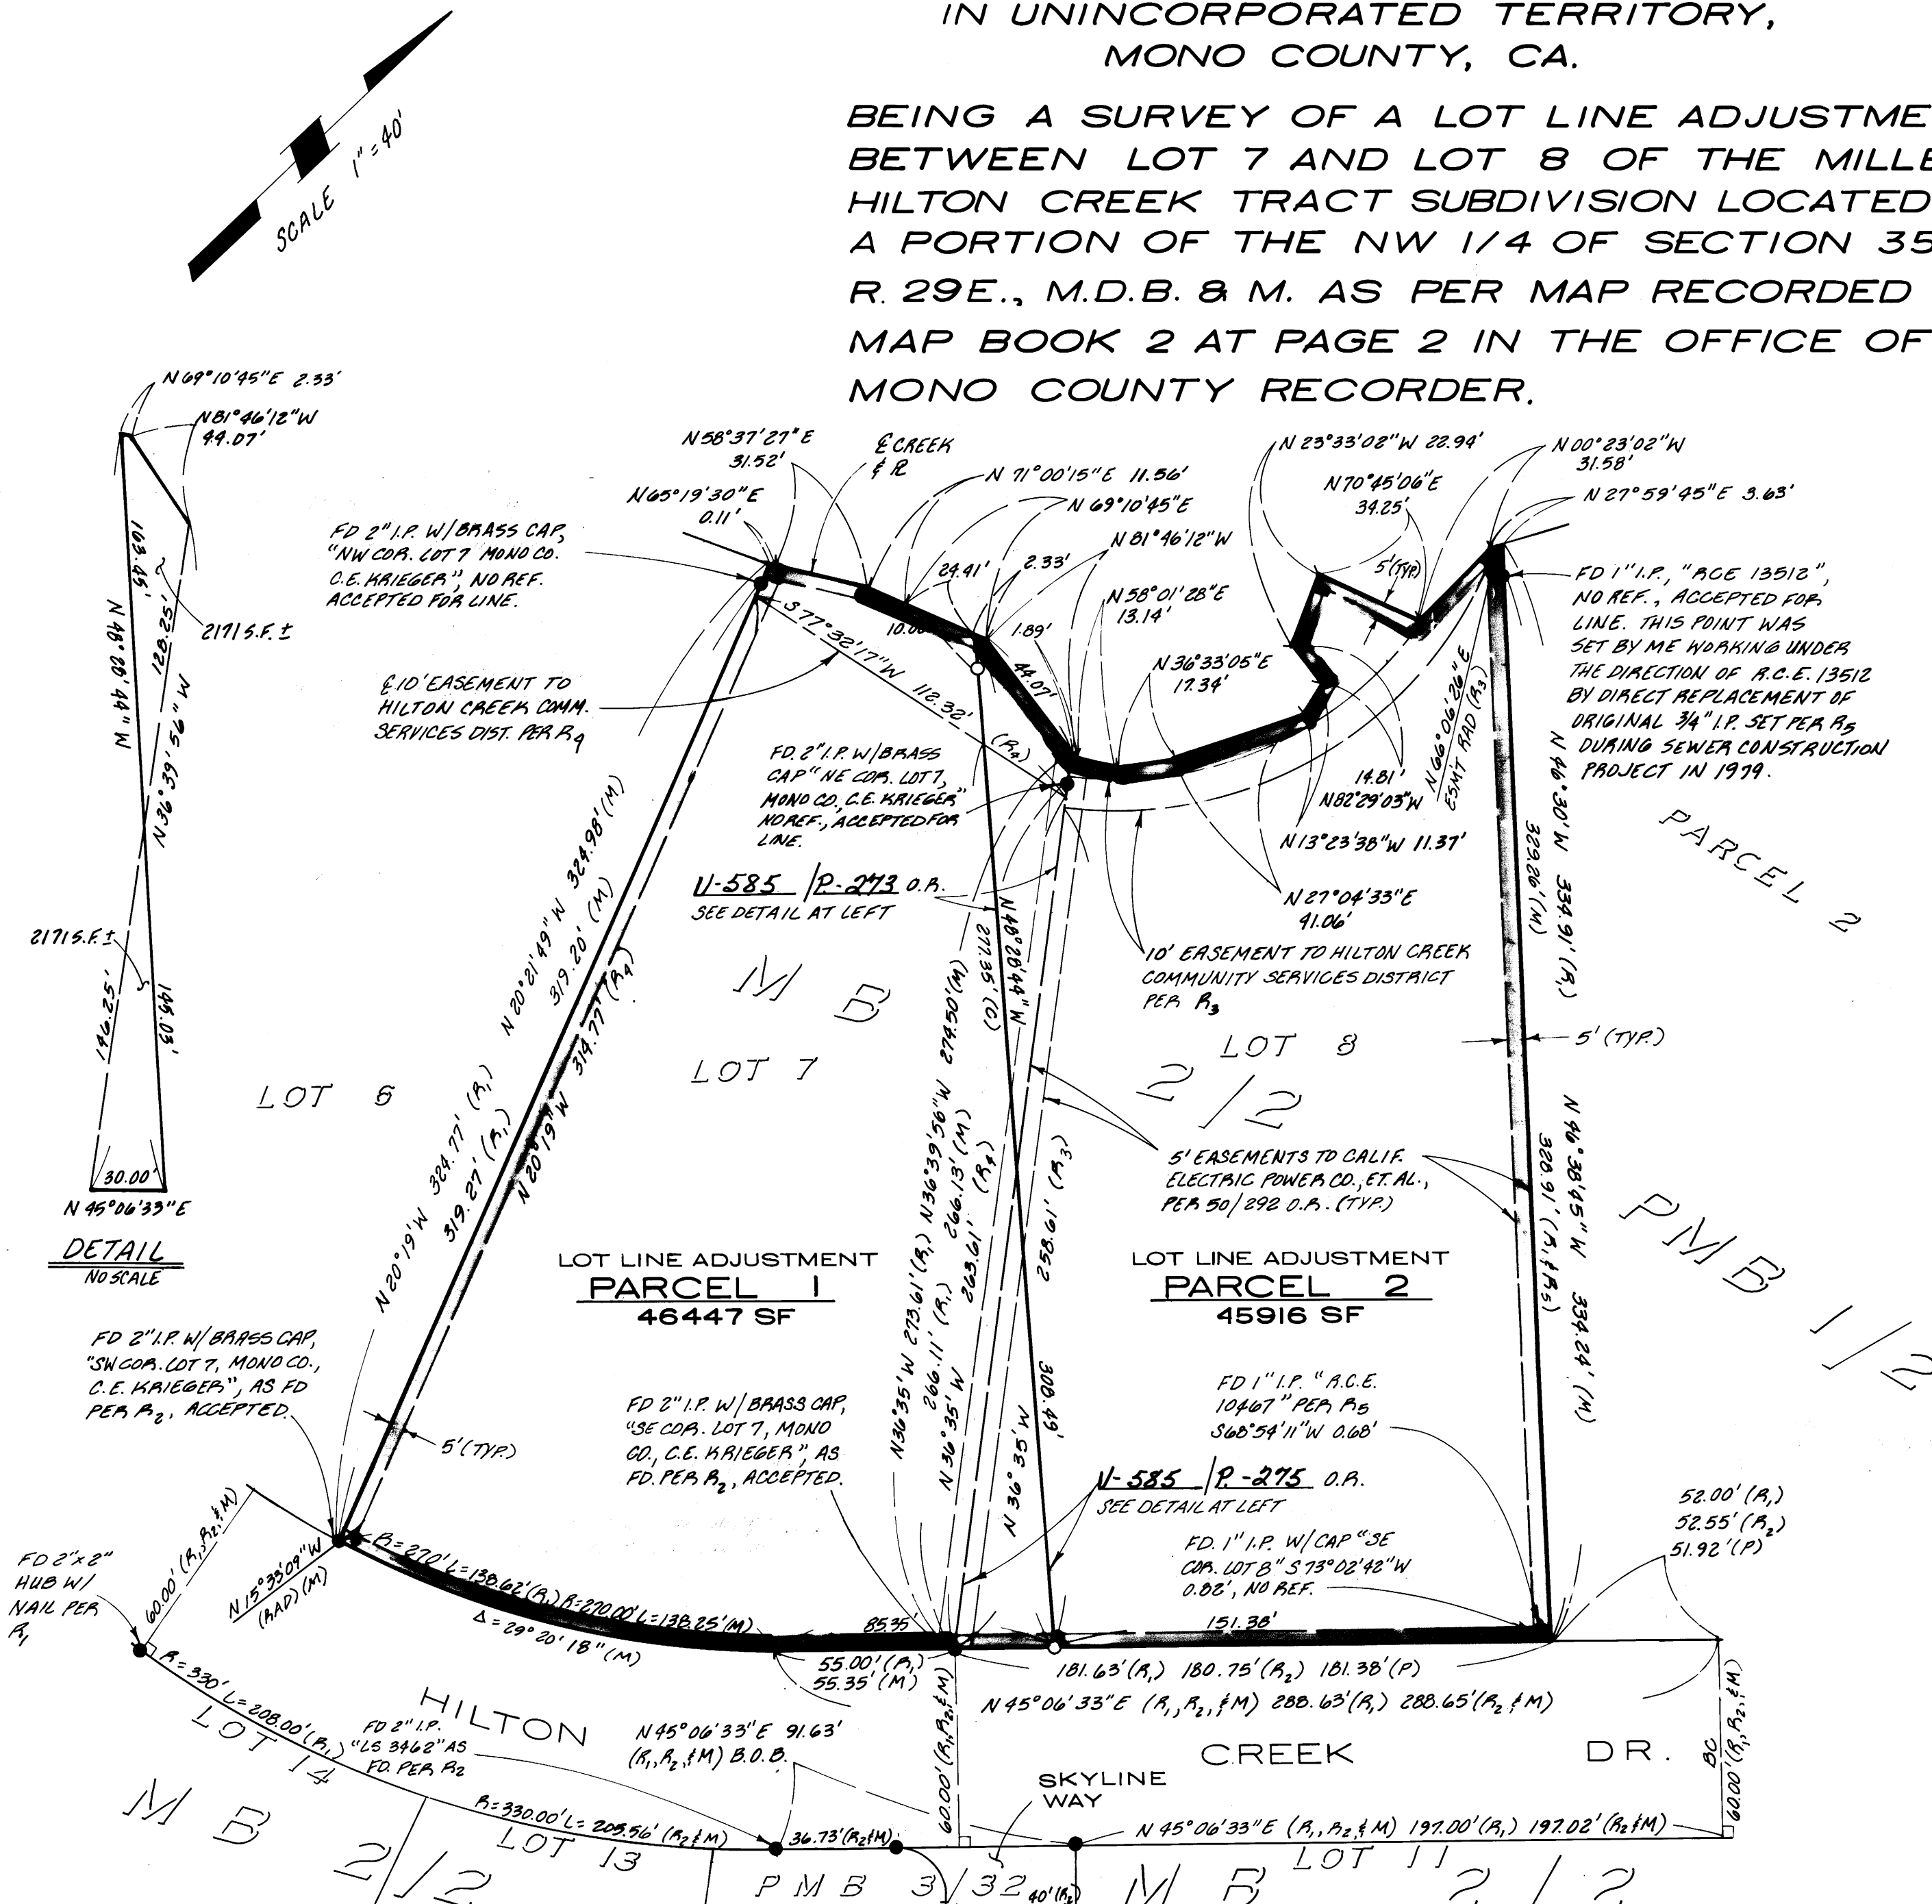 IN UNINCORPORATED TERRITORY,
MONO COUNTY, CA.
BEING A SURVEY OF A LOT LINE ADJUSTME
BETWEEN LOT 7 AND LOT 8 OF THE MILLE
HILTON CREEK TRACT SUBDIVISION LOCATED
A PORTION OF THE NW 1/4 OF SECTION 35
R. 29E., M.D.B. & M. AS PER MAP RECORDED
MAP BOOK 2 AT PAGE 2 IN THE OFFICE OF
MONO COUNTY RECORDER.
SCALE 1" = 40'
N69°10'45"E 2.33'
N81°46'12"W
44.07'
163.45'
N 48°28'44" W
128.25'
N36°39'56" W
2171 S.F. ±
2171 S.F. ±
146.25'
145.03'
30.00'
N 45°06'33"E
DETAIL
NO SCALE
N58°37'27"E
31.52'
℄ CREEK
& ℞
N 71°00'15"E 11.56'
N65°19'30"E
0.11'
N 69°10'45"E
N 81°46'12"W
24.41'
2.33'
N58°01'28"E
13.14'
1.89'
44.07'
N 23°33'02"W 22.94'
N 70°45'06"E
34.25'
5'(TYP.)
N 00°23'02"W
31.58'
N 27°59'45"E 3.63'
FD 2" I.P. W/BRASS CAP,
"NW COR. LOT 7 MONO CO.
C.E. KRIEGER", NO REF.
ACCEPTED FOR LINE.
S 77°32'17"W 112.32'
(R4)
℄ 10' EASEMENT TO
HILTON CREEK COMM.
SERVICES DIST. PER R4
FD. 2" I.P. W/BRASS
CAP "NE COR. LOT 7,
MONO CO., C.E. KRIEGER"
NO REF., ACCEPTED FOR
LINE.
N36°33'05"E
17.34'
14.81'
N82°29'03"W
N 66°06'26" E
ESM'T RAD (R3)
N13°23'38"W 11.37'
N27°04'33"E
41.06'
FD 1" I.P., "RCE 13512",
NO REF., ACCEPTED FOR
LINE. THIS POINT WAS
SET BY ME WORKING UNDER
THE DIRECTION OF R.C.E. 13512
BY DIRECT REPLACEMENT OF
ORIGINAL 3/4" I.P. SET PER R5
DURING SEWER CONSTRUCTION
PROJECT IN 1979.
V-585 /P.-273 O.R.
SEE DETAIL AT LEFT
10' EASEMENT TO HILTON CREEK
COMMUNITY SERVICES DISTRICT
PER R3
N 46°30' W 334.91' (R1)
329.26' (M)
PARCEL 2
5' (TYP.)
N 46°38'45" W 334.24' (M)
328.91' (R1 & R5)
PMB 1/2
LOT 6
LOT 7
LOT 8
M B
2/2
N 20°21'49" W 324.98' (M)
319.20' (M)
N 20°19' W 324.77' (R1)
319.27' (R1)
N 20°19' W 314.77' (R4)
N48°28'44" W
277.35' (C)
N36°35' W 273.61' (R1) N36°39'56"W 274.50' (M)
266.11' (R1) 266.13' (M)
N 36°35' W 263.61' (R4)
N 36°35' W 258.61' (R3)
308.49'
5' EASEMENTS TO CALIF.
ELECTRIC POWER CO., ET. AL.,
PER 50/292 O.R. (TYP.)
LOT LINE ADJUSTMENT
PARCEL 1
46447 SF
LOT LINE ADJUSTMENT
PARCEL 2
45916 SF
FD 2" I.P. W/BRASS CAP,
"SW COR. LOT 7, MONO CO.,
C.E. KRIEGER", AS FD
PER R2, ACCEPTED.
5' (TYP.)
FD 2" I.P. W/BRASS CAP,
"SE COR. LOT 7, MONO
CO., C.E. KRIEGER", AS
FD. PER R2, ACCEPTED.
FD 1" I.P. "R.C.E.
10467" PER R5
S68°54'11"W 0.68'
V-585 /P.-275 O.R.
SEE DETAIL AT LEFT
FD. 1" I.P. W/CAP "SE
COR. LOT 8" S 73°02'42"W
0.82', NO REF.
52.00' (R1)
52.55' (R2)
51.92' (P)
FD 2"x2"
HUB W/
NAIL PER
R1
60.00' (R1, R2, & M)
N 15°33'09" W
(RAD) (M)
R=270' L=138.62' (R1) R=270.00' L=138.25' (M)
Δ = 29°20'18" (M)
85.35'
55.00' (R1)
55.35' (M)
151.38'
181.63' (R1) 180.75' (R2) 181.38' (P)
N 45°06'33"E (R1, R2, & M) 288.63' (R1) 288.65' (R2 & M)
R=330' L=208.00' (R1)
LOT 14
HILTON
CREEK
DR.
FD 2" I.P.
"LS 3462" AS
FD. PER R2
N 45°06'33"E 91.63'
(R1, R2, & M) B.O.B.
60.00' (R1, R2, & M)
SKYLINE
WAY
BC
60.00' (R1, R2, & M)
R=330.00' L=205.56' (R2 & M)
36.73' (R2 & M)
N 45°06'33"E (R1, R2 & M) 197.00' (R1) 197.02' (R2 & M)
LOT 13
LOT 11
M B 2/2
PMB 3/32
40' (R2)
M B 2/2